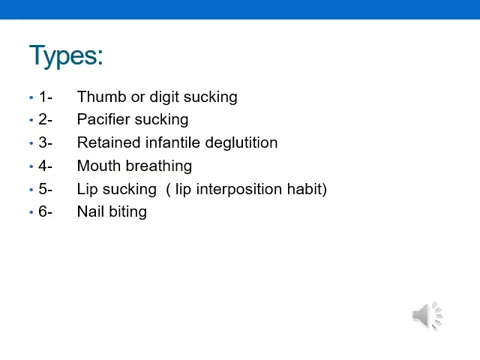 Types:
• 1- Thumb or digit sucking
• 2- Pacifier sucking
• 3- Retained infantile deglutition
• 4- Mouth breathing
• 5- Lip sucking ( lip interposition habit)
• 6- Nail biting